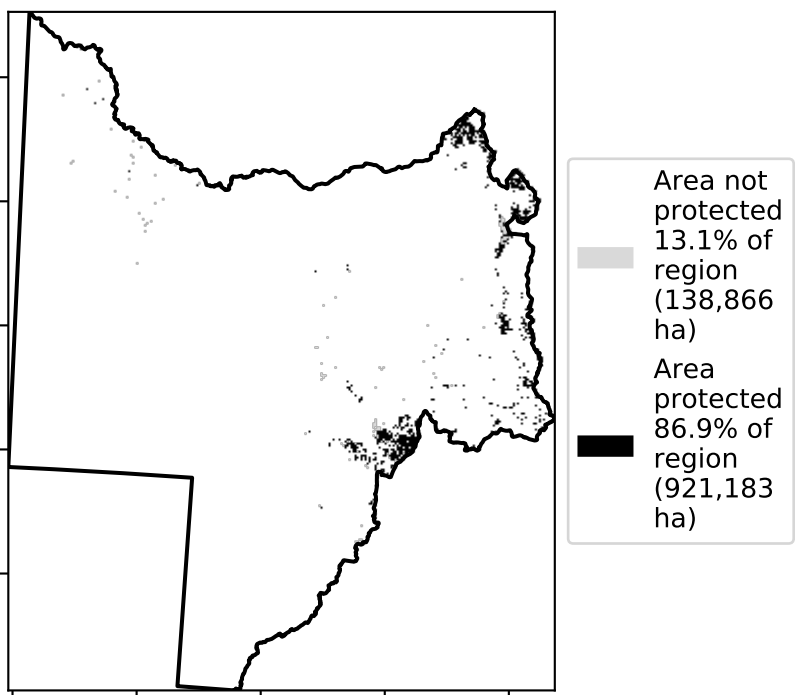 Area not
protected
13.1% of
region
(138,866
ha)
Area
protected
86.9% of
region
(921,183
ha)